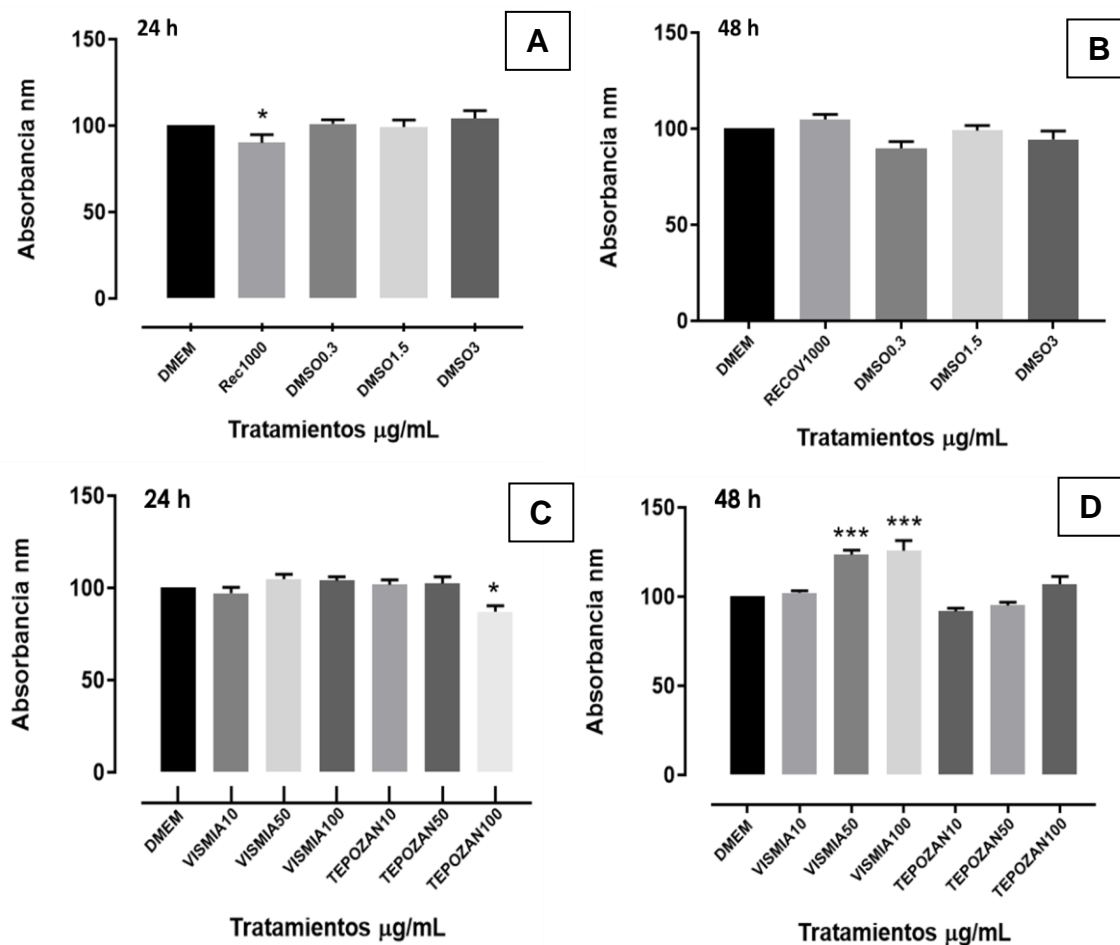 24 h
A
Absorbancia nm
150
100
50
0
*
DMEM
Rec1000
DMSO0.3
DMSO1.5
DMSO3
Tratamientos µg/mL
48 h
B
Absorbancia nm
150
100
50
0
DMEM
RECOV1000
DMSO0.3
DMSO1.5
DMSO3
Tratamientos µg/mL
24 h
C
Absorbancia nm
150
100
50
0
*
DMEM
VISMIA10
VISMIA50
VISMIA100
TEPOZAN10
TEPOZAN50
TEPOZAN100
Tratamientos µg/mL
48 h
D
Absorbancia nm
150
100
50
0
*** ***
DMEM
VISMIA10
VISMIA50
VISMIA100
TEPOZAN10
TEPOZAN50
TEPOZAN100
Tratamientos µg/mL